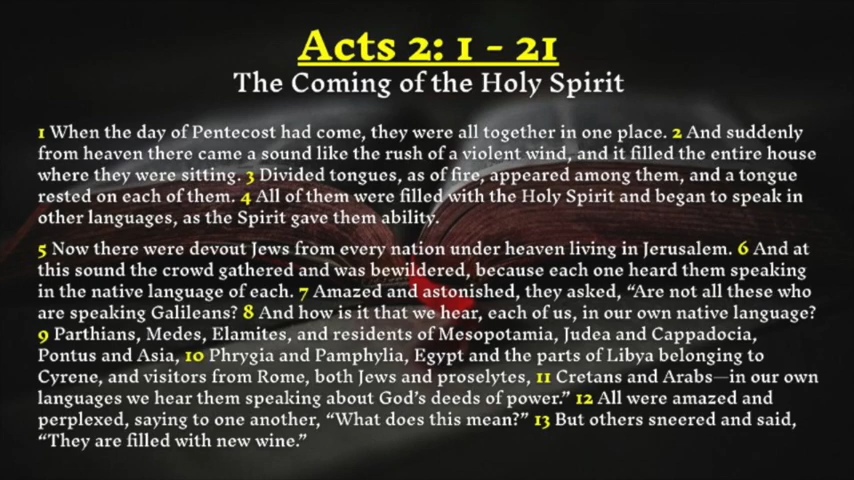 Acts 2: 1 - 21
The Coming of the Holy Spirit
1 When the day of Pentecost had come, they were all together in one place. 2 And suddenly
from heaven there came a sound like the rush of a violent wind, and it filled the entire house
where they were sitting. 3 Divided tongues, as of fire, appeared among them, and a tongue
rested on each of them. 4 All of them were filled with the Holy Spirit and began to speak in
other languages, as the Spirit gave them ability.
5 Now there were devout Jews from every nation under heaven living in Jerusalem. 6 And at
this sound the crowd gathered and was bewildered, because each one heard them speaking
in the native language of each. 7 Amazed and astonished, they asked, “Are not all these who
are speaking Galileans? 8 And how is it that we hear, each of us, in our own native language?
9 Parthians, Medes, Elamites, and residents of Mesopotamia, Judea and Cappadocia,
Pontus and Asia, 10 Phrygia and Pamphylia, Egypt and the parts of Libya belonging to
Cyrene, and visitors from Rome, both Jews and proselytes, 11 Cretans and Arabs—in our own
languages we hear them speaking about God’s deeds of power.” 12 All were amazed and
perplexed, saying to one another, “What does this mean?” 13 But others sneered and said,
“They are filled with new wine.”